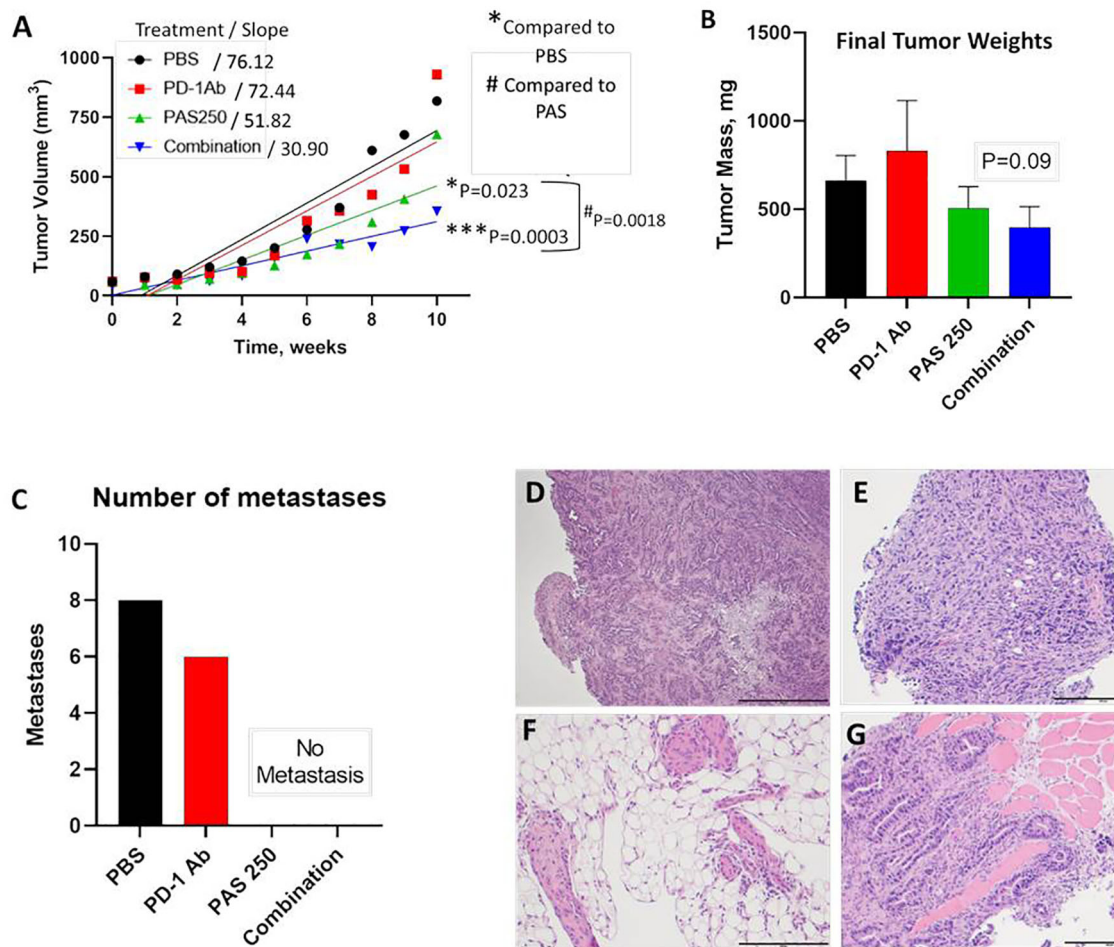 A
Treatment / Slope
PBS / 76.12
PD-1Ab / 72.44
PAS250 / 51.82
Combination / 30.90
*Compared to
PBS
# Compared to
PAS
Tumor Volume (mm³)
1000
750
500
250
0
*P=0.023
***P=0.0003
#P=0.0018
0 2 4 6 8 10
Time, weeks
B
Final Tumor Weights
Tumor Mass, mg
1500
1000
500
0
P=0.09
PBS
PD-1 Ab
PAS 250
Combination
C
Number of metastases
Metastases
10
8
6
4
2
0
No
Metastasis
PBS
PD-1 Ab
PAS 250
Combination
D
E
F
G